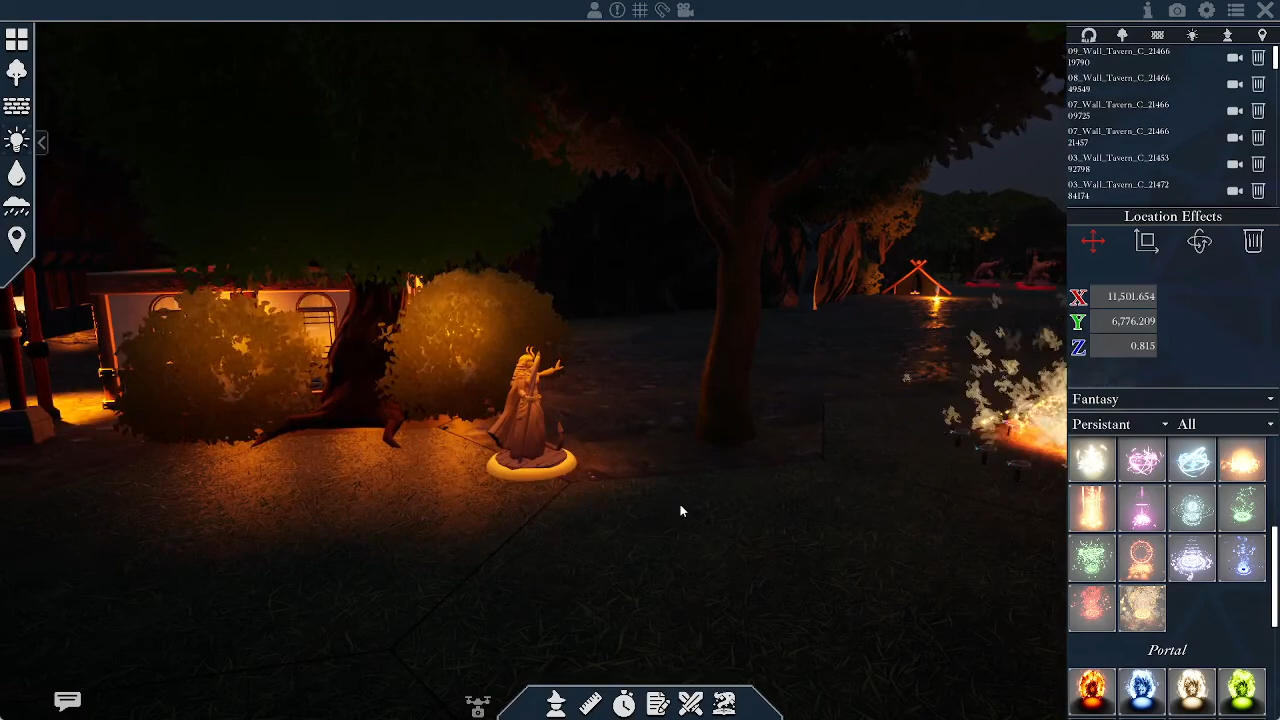 09_Wall_Tavern_C_21466
19790
08_Wall_Tavern_C_21466
49549
07_Wall_Tavern_C_21466
09725
07_Wall_Tavern_C_21466
21457
03_Wall_Tavern_C_21453
92798
03_Wall_Tavern_C_21472
84174
Location Effects
X 11,501.654
Y 6,776.209
Z 0.815
Fantasy
Persistant All
Portal